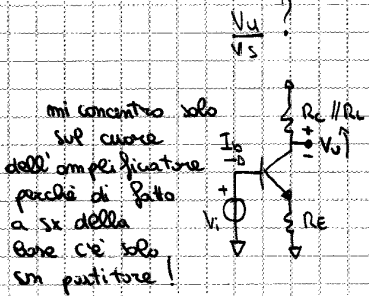 Vu
Vs
?
mi concentro solo
sul cuore
dell'amplificatore
perchè di fatto
a sx della
base c'è solo
un partitore!
Ib
Vi
Rc // RL
+
-
Vu
+
RE